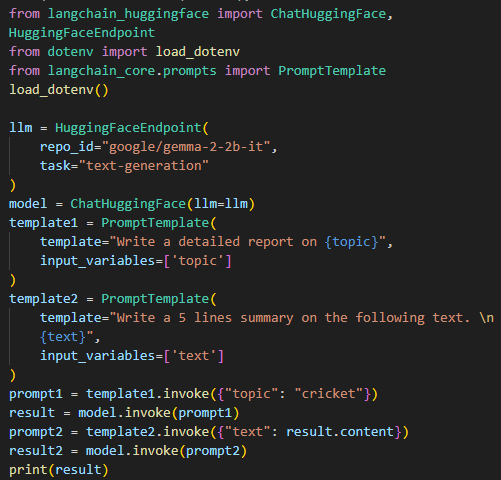 from langchain_huggingface import ChatHuggingFace,
HuggingFaceEndpoint
from dotenv import load_dotenv
from langchain_core.prompts import PromptTemplate
load_dotenv()

llm = HuggingFaceEndpoint(
    repo_id="google/gemma-2-2b-it",
    task="text-generation"
)
model = ChatHuggingFace(llm=llm)
template1 = PromptTemplate(
    template="Write a detailed report on {topic}",
    input_variables=['topic']
)
template2 = PromptTemplate(
    template="Write a 5 lines summary on the following text. \n
    {text}",
    input_variables=['text']
)
prompt1 = template1.invoke({"topic": "cricket"})
result = model.invoke(prompt1)
prompt2 = template2.invoke({"text": result.content})
result2 = model.invoke(prompt2)
print(result)